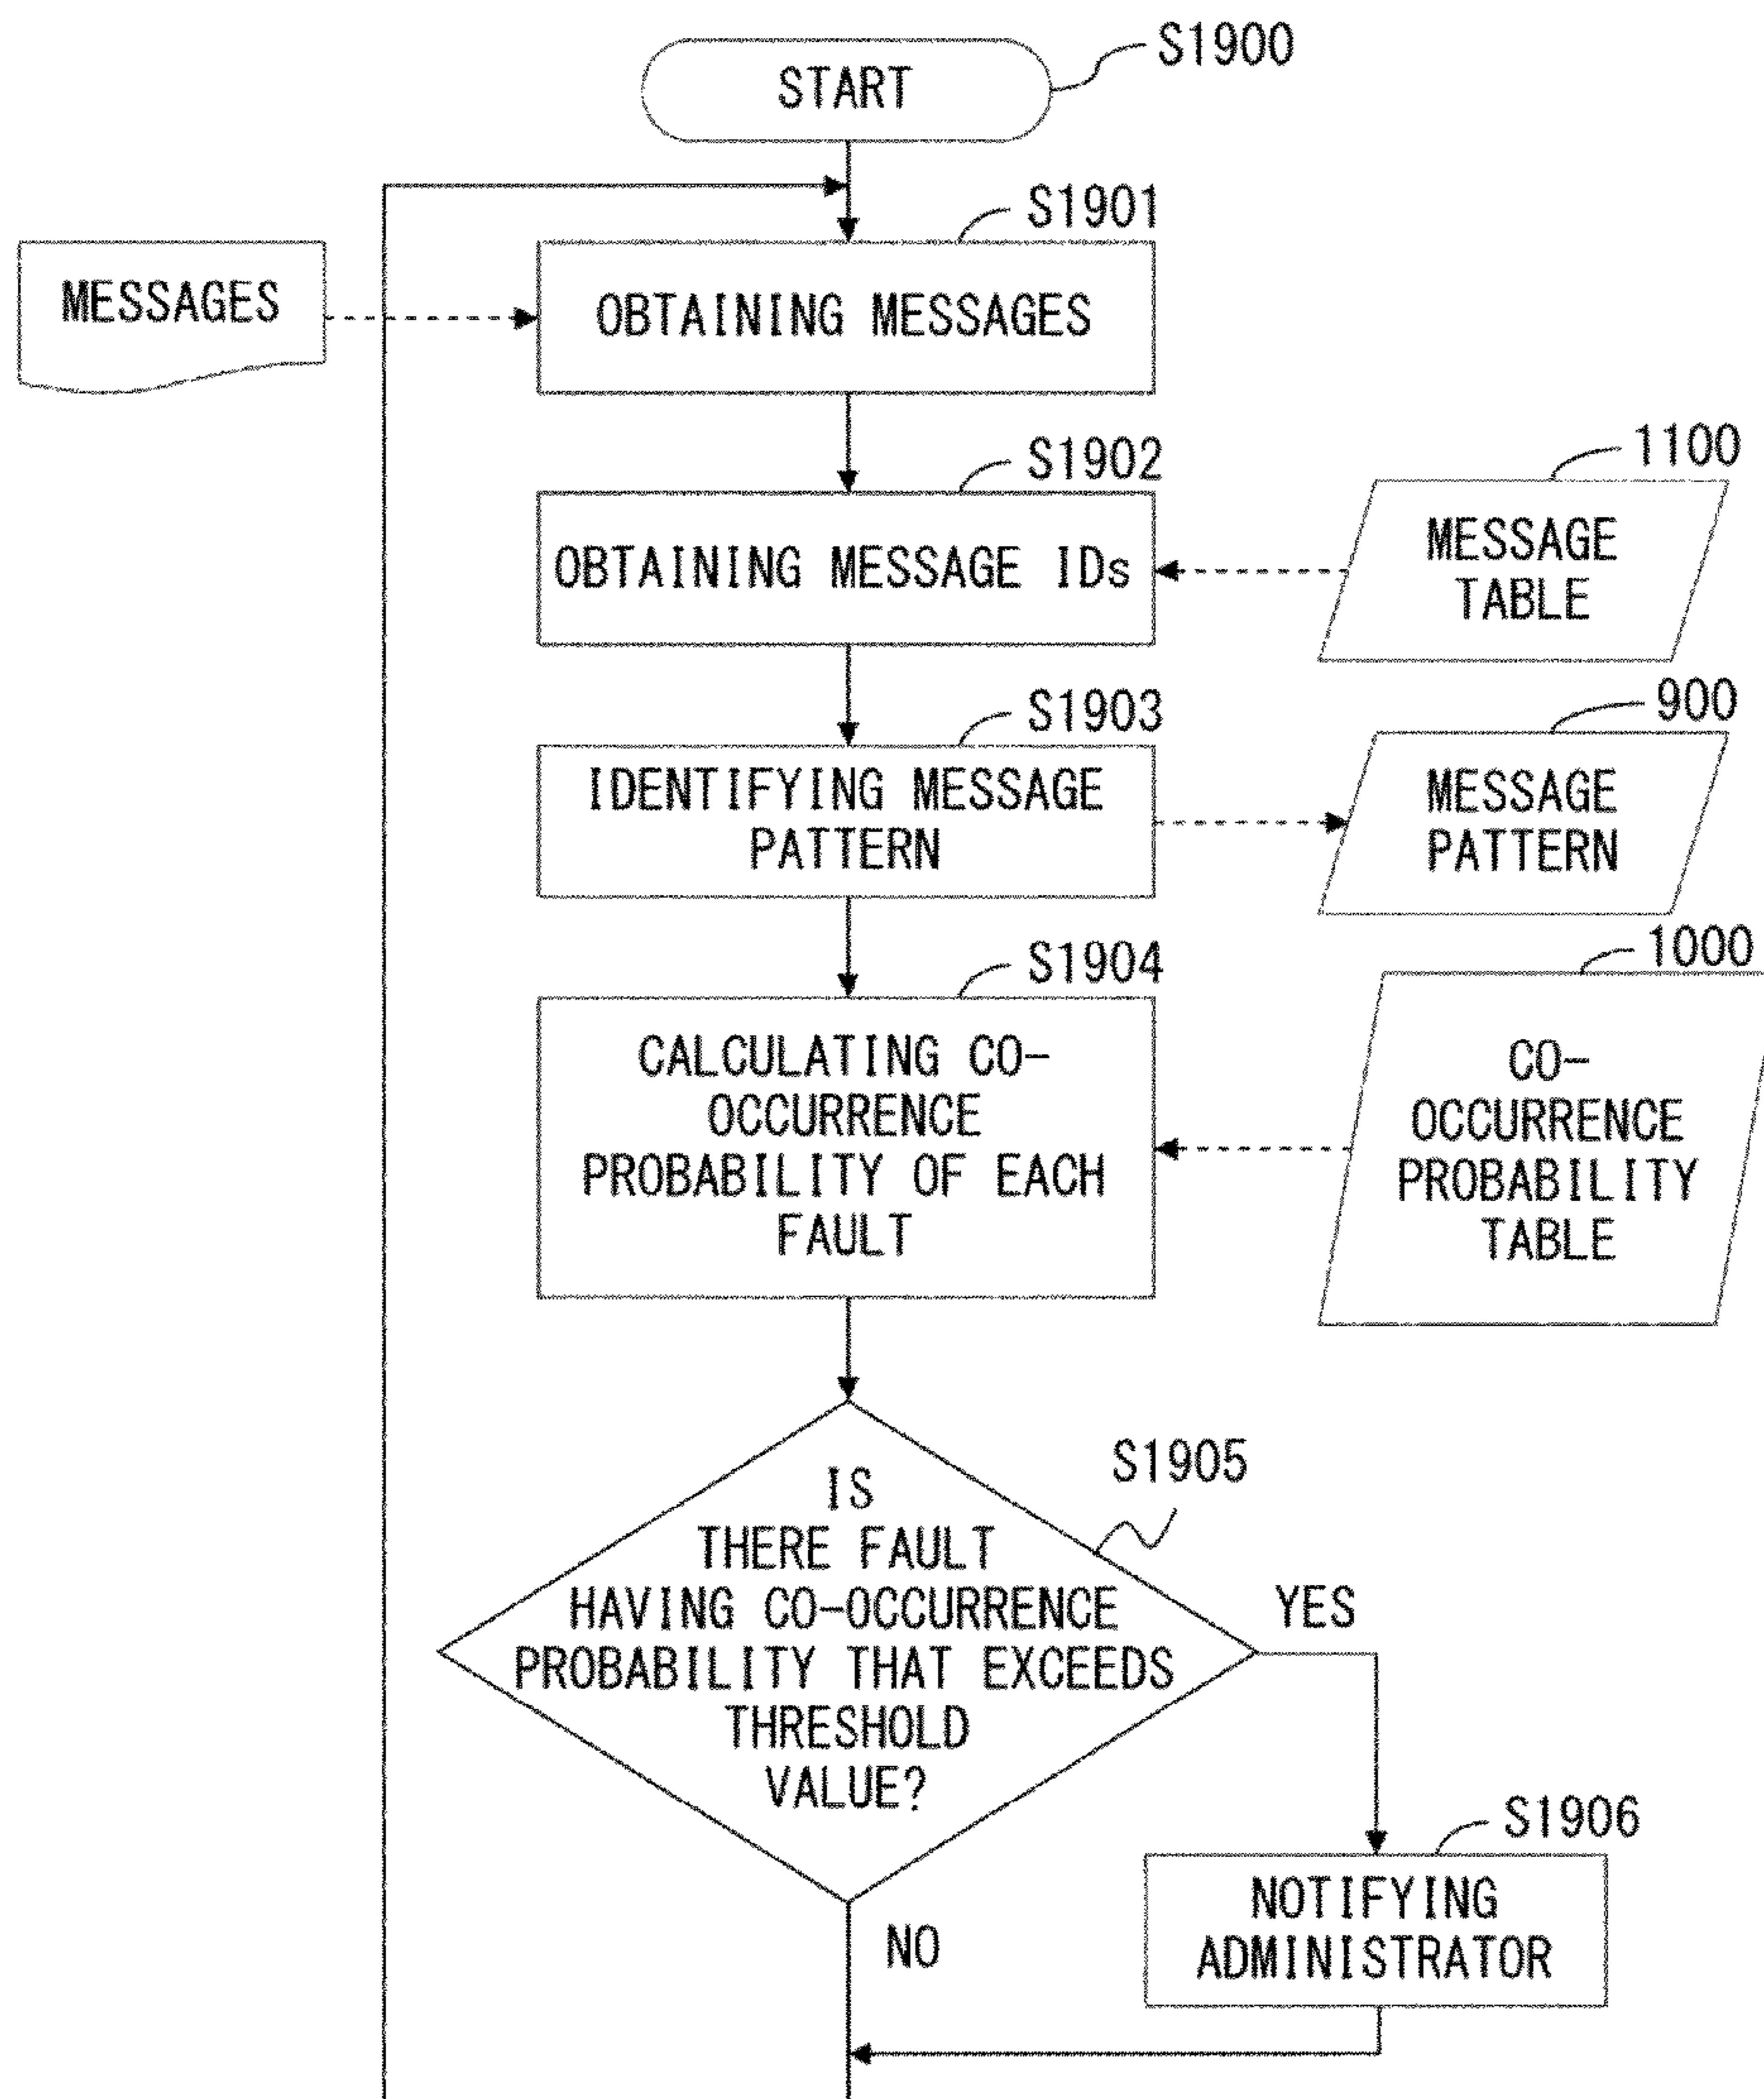 START
S1900
S1901
MESSAGES
OBTAINING MESSAGES
S1902
1100
OBTAINING MESSAGE IDs
MESSAGE
TABLE
S1903
900
IDENTIFYING MESSAGE
PATTERN
MESSAGE
PATTERN
S1904
1000
CALCULATING CO-
OCCURRENCE
PROBABILITY OF EACH
FAULT
CO-
OCCURRENCE
PROBABILITY
TABLE
S1905
IS
THERE FAULT
HAVING CO-OCCURRENCE
PROBABILITY THAT EXCEEDS
THRESHOLD
VALUE?
YES
S1906
NOTIFYING
ADMINISTRATOR
NO